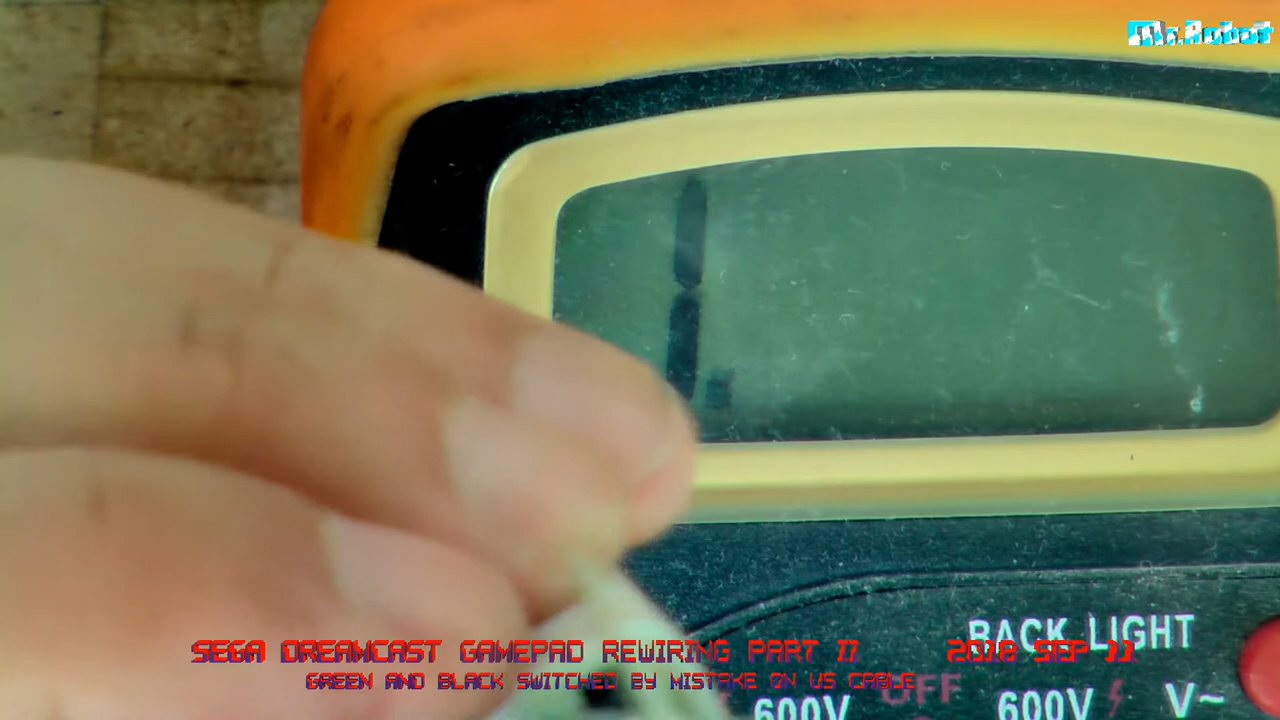 Mr.Robot
1.
BACK LIGHT
SEGA DREAMCAST GAMEPAD REWIRING PART II 2018 SEP 11
GREEN AND BLACK SWITCHED BY MISTAKE ON US CABLE
OFF
600V 600V V~